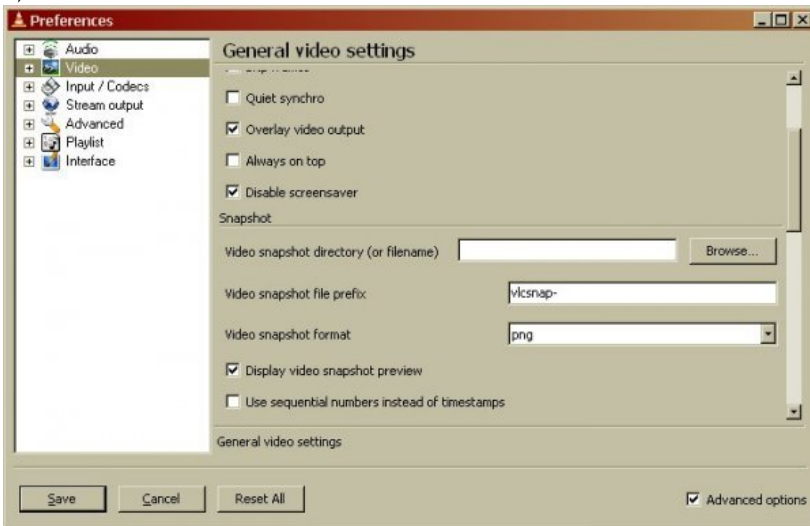 Preferences
Audio
Video
Input / Codecs
Stream output
Advanced
Playlist
Interface
General video settings
Quiet synchro
Overlay video output
Always on top
Disable screensaver
Snapshot
Video snapshot directory (or filename)
Browse...
Video snapshot file prefix
vlcsnap-
Video snapshot format
png
Display video snapshot preview
Use sequential numbers instead of timestamps
General video settings
Save
Cancel
Reset All
Advanced options